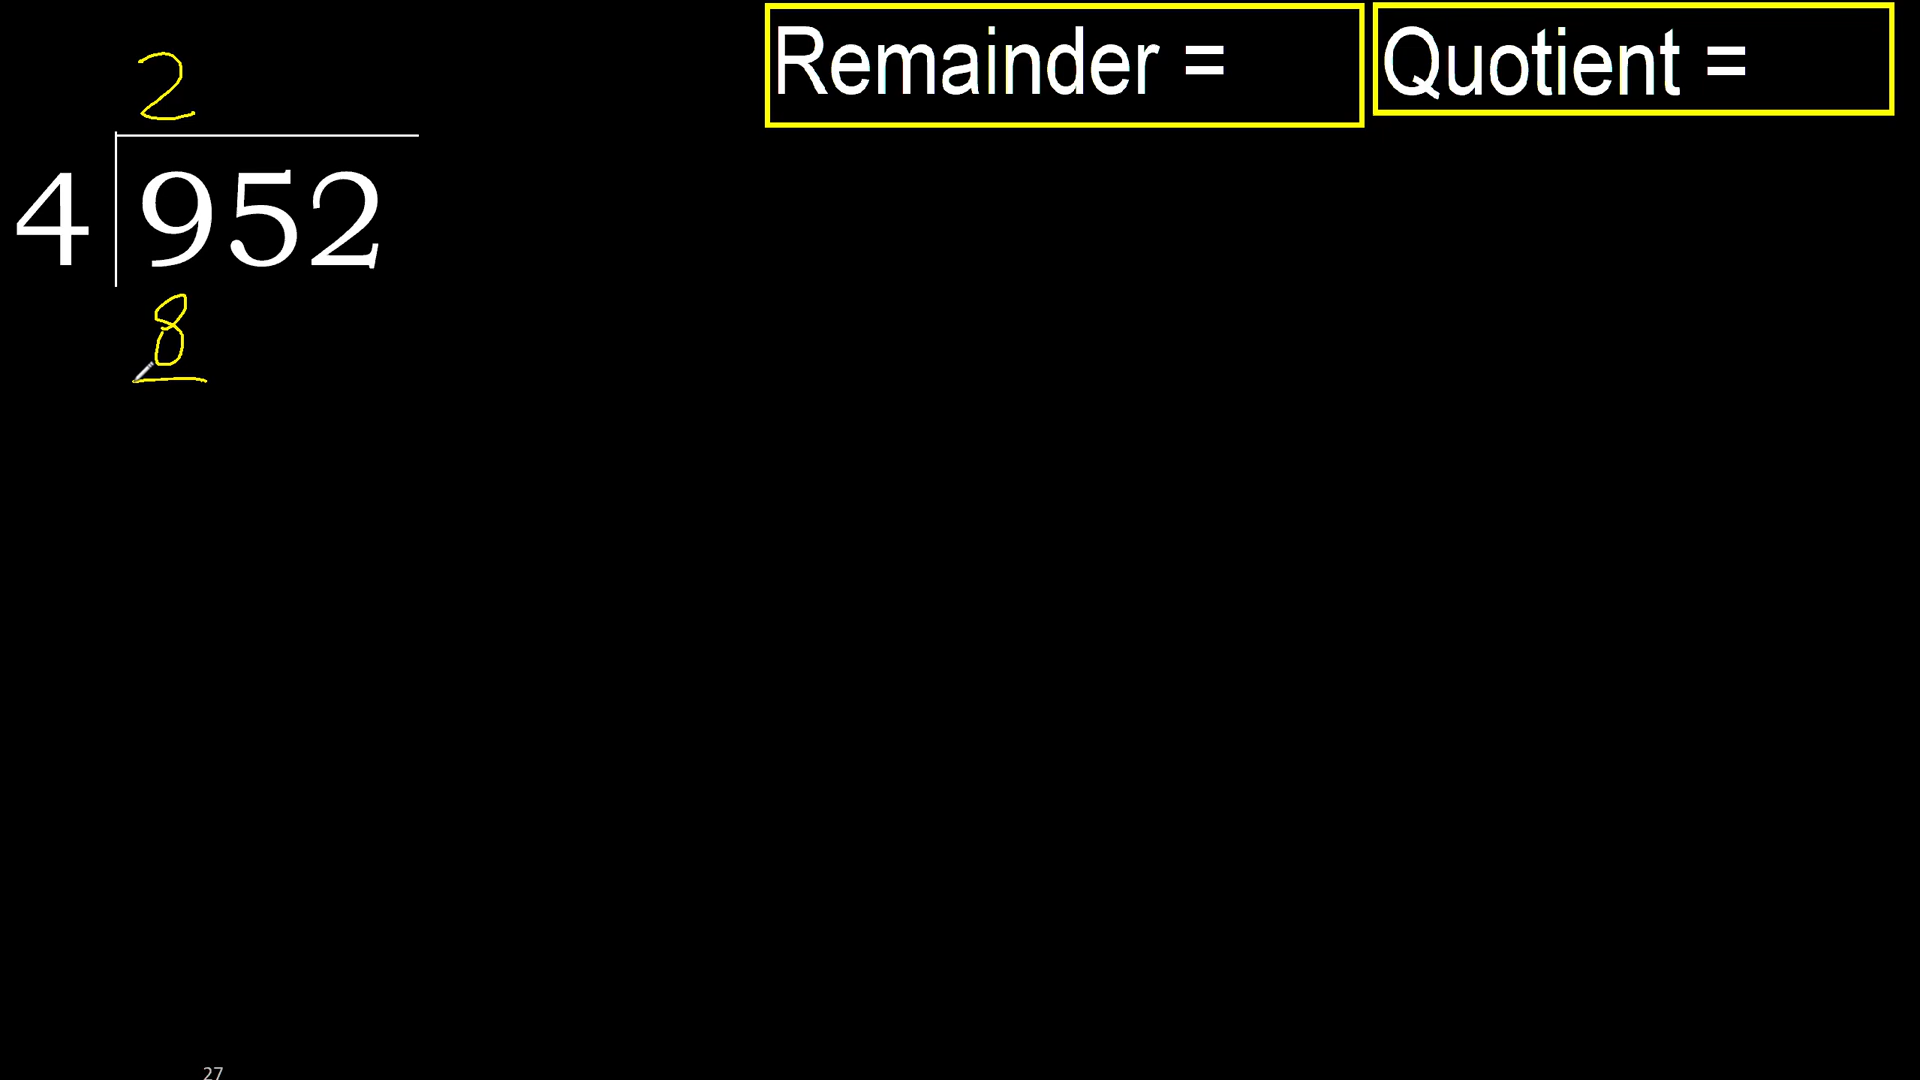 Remainder =
Quotient =
2
4 952
8
27